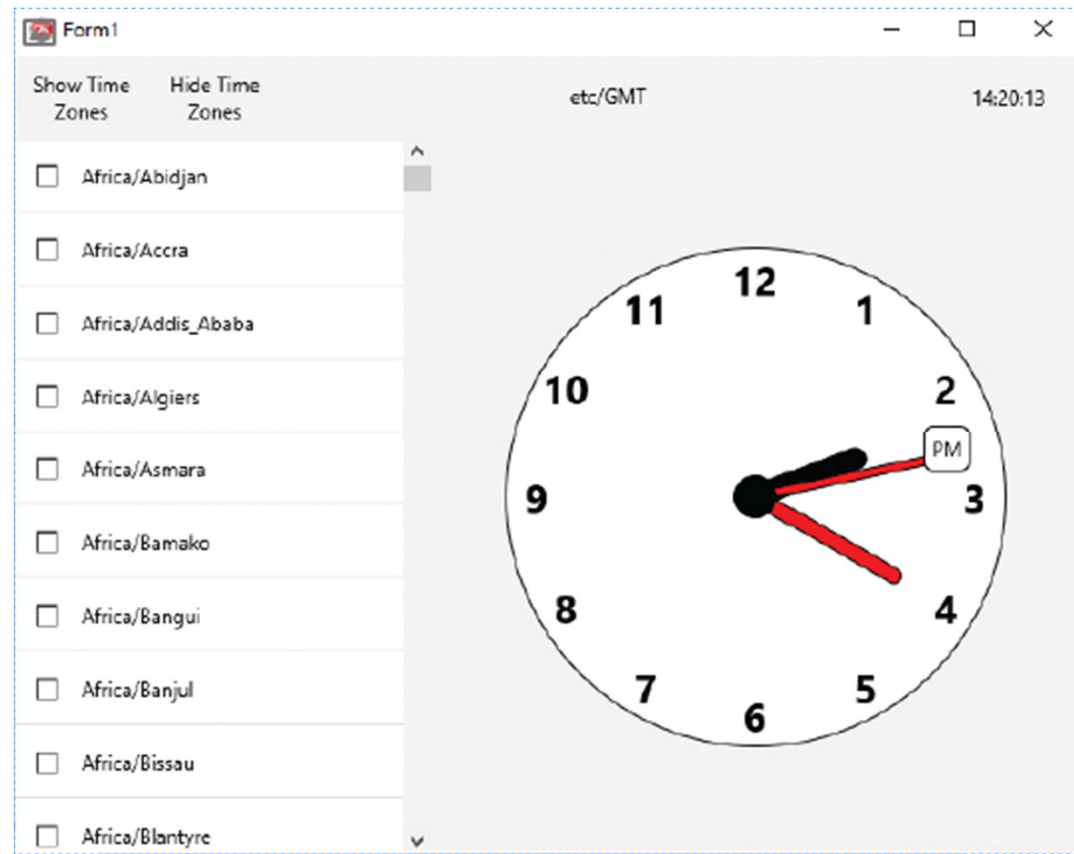 Form1
Show Time Hide Time
Zones Zones
etc/GMT
14:20:13
Africa/Abidjan
Africa/Accra
Africa/Addis_Ababa
Africa/Algiers
Africa/Asmara
Africa/Bamako
Africa/Bangui
Africa/Banjul
Africa/Bissau
Africa/Blantyre
12
11 1
10 2
PM
9 3
8 4
7 5
6